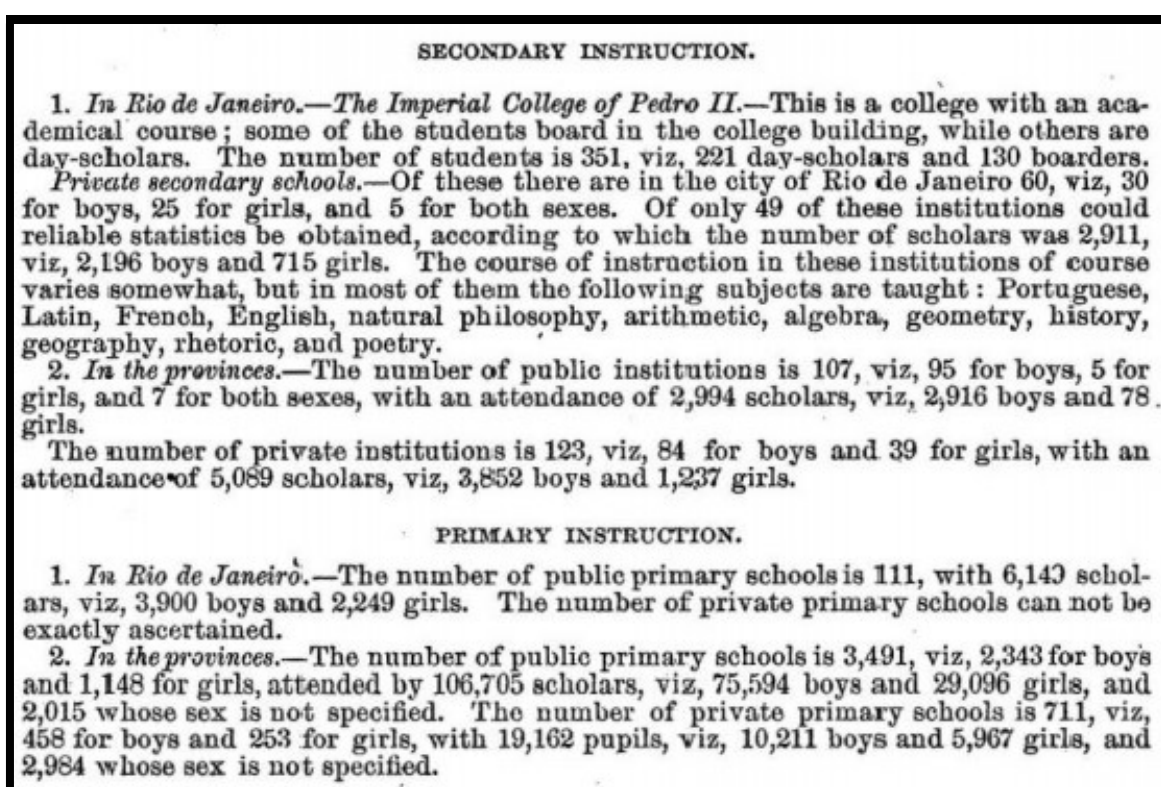 SECONDARY INSTRUCTION.
1. In Rio de Janeiro.—The Imperial College of Pedro II.—This is a college with an aca-
demical course; some of the students board in the college building, while others are
day-scholars. The number of students is 351, viz, 221 day-scholars and 130 boarders.
Private secondary schools.—Of these there are in the city of Rio de Janeiro 60, viz, 30
for boys, 25 for girls, and 5 for both sexes. Of only 49 of these institutions could
reliable statistics be obtained, according to which the number of scholars was 2,911,
viz, 2,196 boys and 715 girls. The course of instruction in these institutions of course
varies somewhat, but in most of them the following subjects are taught: Portuguese,
Latin, French, English, natural philosophy, arithmetic, algebra, geometry, history,
geography, rhetoric, and poetry.
2. In the provinces.—The number of public institutions is 107, viz, 95 for boys, 5 for
girls, and 7 for both sexes, with an attendance of 2,994 scholars, viz, 2,916 boys and 78
girls.
The number of private institutions is 123, viz, 84 for boys and 39 for girls, with an
attendance of 5,089 scholars, viz, 3,852 boys and 1,237 girls.
PRIMARY INSTRUCTION.
1. In Rio de Janeiro.—The number of public primary schools is 111, with 6,149 schol-
ars, viz, 3,900 boys and 2,249 girls. The number of private primary schools can not be
exactly ascertained.
2. In the provinces.—The number of public primary schools is 3,491, viz, 2,343 for boys
and 1,148 for girls, attended by 106,705 scholars, viz, 75,594 boys and 29,096 girls, and
2,015 whose sex is not specified. The number of private primary schools is 711, viz,
458 for boys and 253 for girls, with 19,162 pupils, viz, 10,211 boys and 5,967 girls, and
2,984 whose sex is not specified.